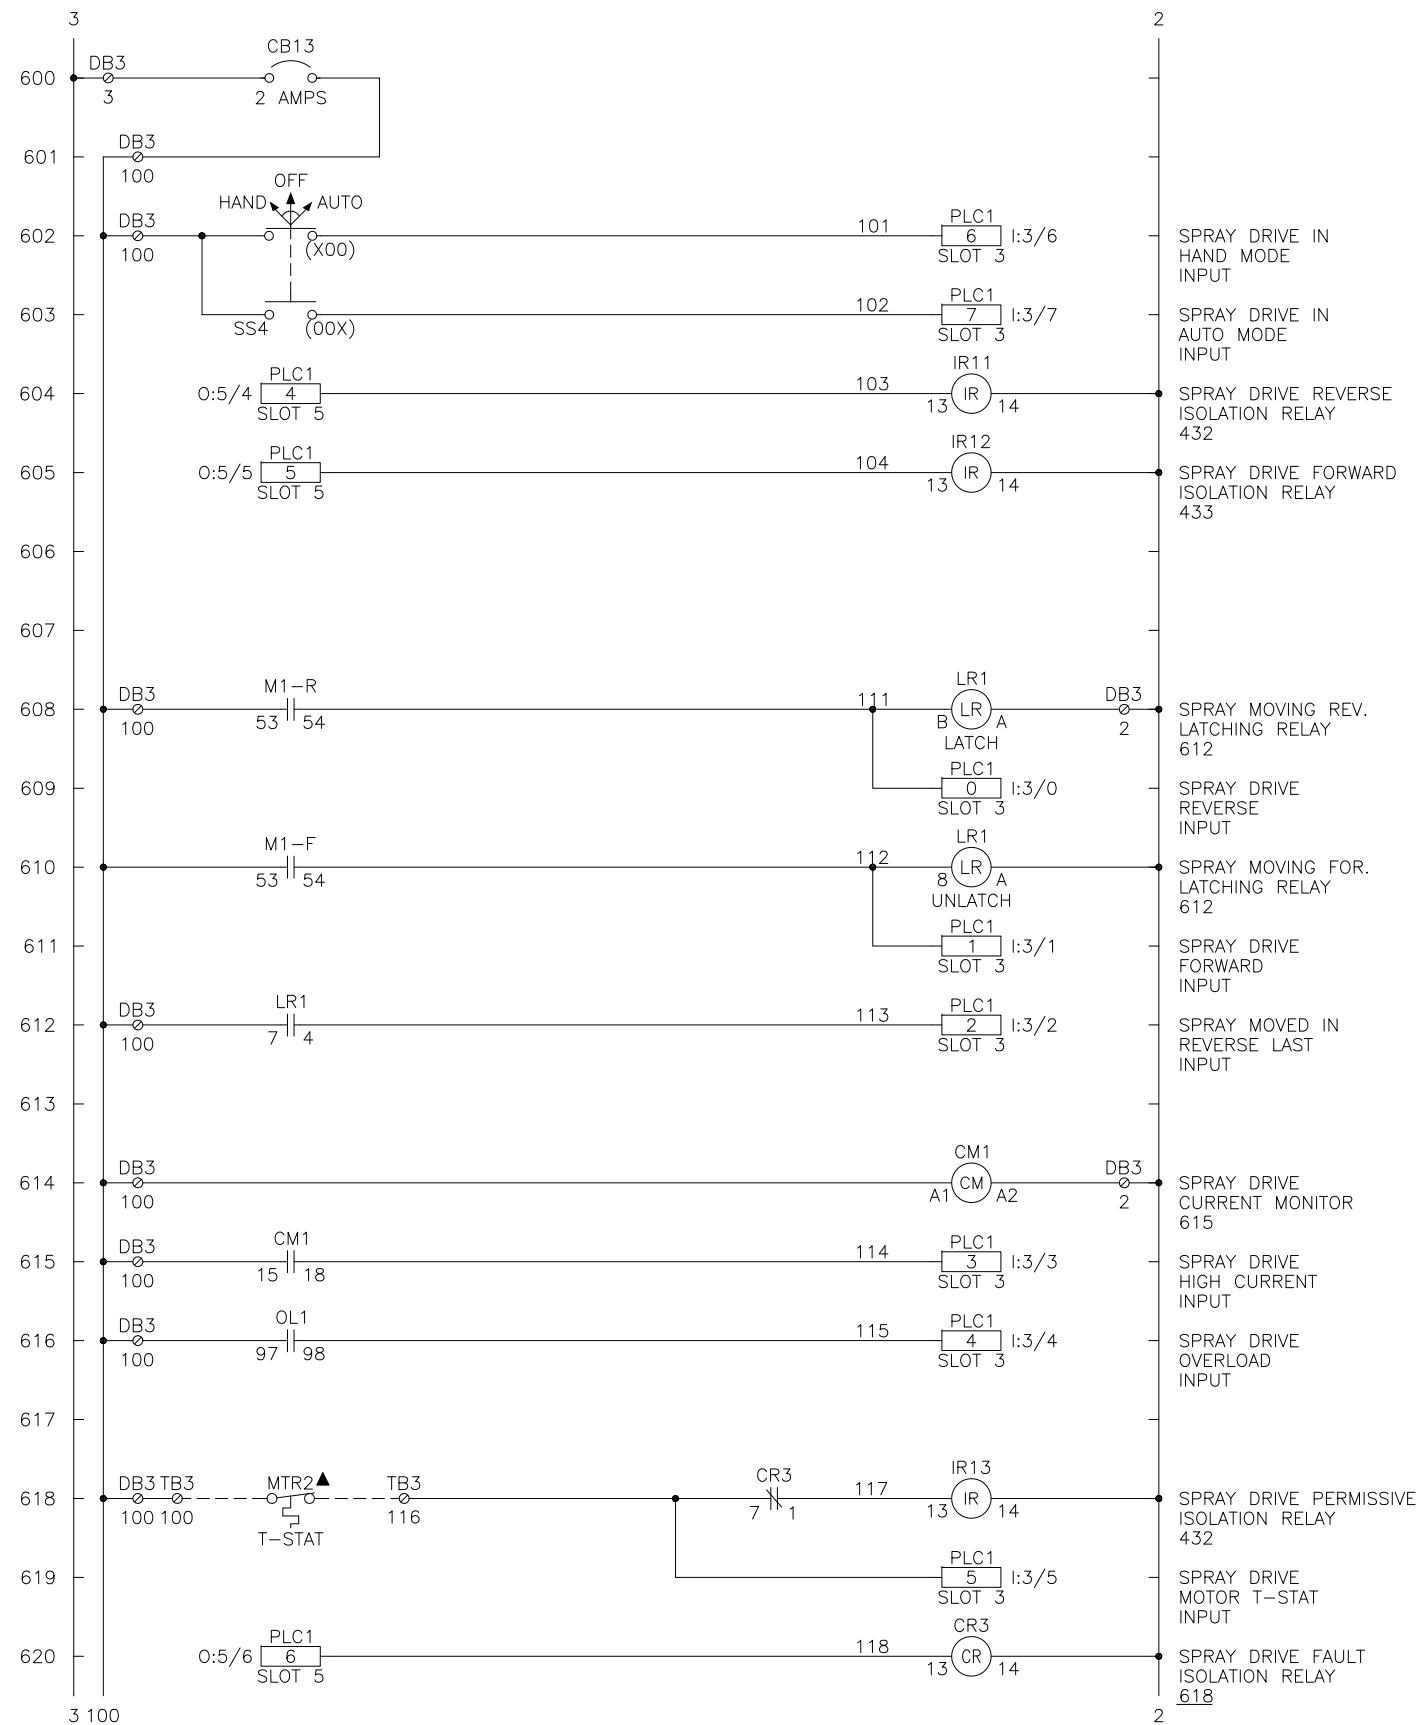 3 2
CB13
DB3
600
3 2 AMPS
DB3
601
100
OFF
HAND AUTO
DB3 101 PLC1
602 6 I:3/6 SPRAY DRIVE IN
100 (X00) SLOT 3 HAND MODE
INPUT
102 PLC1
603 7 I:3/7 SPRAY DRIVE IN
SS4 (00X) SLOT 3 AUTO MODE
INPUT
PLC1 103 IR11
604 O:5/4 4 IR SPRAY DRIVE REVERSE
SLOT 5 13 14 ISOLATION RELAY
432
PLC1 104 IR12
605 O:5/5 5 IR SPRAY DRIVE FORWARD
SLOT 5 13 14 ISOLATION RELAY
433
606
607
DB3 M1-R 111 LR1 DB3
608 LR SPRAY MOVING REV.
100 53 54 B A 2 LATCHING RELAY
LATCH 612
PLC1
609 0 I:3/0 SPRAY DRIVE
SLOT 3 REVERSE
INPUT
M1-F 112 LR1
610 LR SPRAY MOVING FOR.
53 54 8 A LATCHING RELAY
UNLATCH 612
PLC1
611 1 I:3/1 SPRAY DRIVE
SLOT 3 FORWARD
INPUT
DB3 LR1 113 PLC1
612 2 I:3/2 SPRAY MOVED IN
100 7 4 SLOT 3 REVERSE LAST
INPUT
613
DB3 CM1 DB3
614 CM SPRAY DRIVE
100 A1 A2 2 CURRENT MONITOR
615
DB3 CM1 114 PLC1
615 3 I:3/3 SPRAY DRIVE
100 15 18 SLOT 3 HIGH CURRENT
INPUT
DB3 OL1 115 PLC1
616 4 I:3/4 SPRAY DRIVE
100 97 98 SLOT 3 OVERLOAD
INPUT
617
DB3 TB3 MTR2 TB3 CR3 117 IR13
618 IR SPRAY DRIVE PERMISSIVE
100 100 116 7 1 13 14 ISOLATION RELAY
T-STAT 432
PLC1
619 5 I:3/5 SPRAY DRIVE
SLOT 3 MOTOR T-STAT
INPUT
PLC1 118 CR3
620 O:5/6 6 CR SPRAY DRIVE FAULT
SLOT 5 13 14 ISOLATION RELAY
618
3 100 2